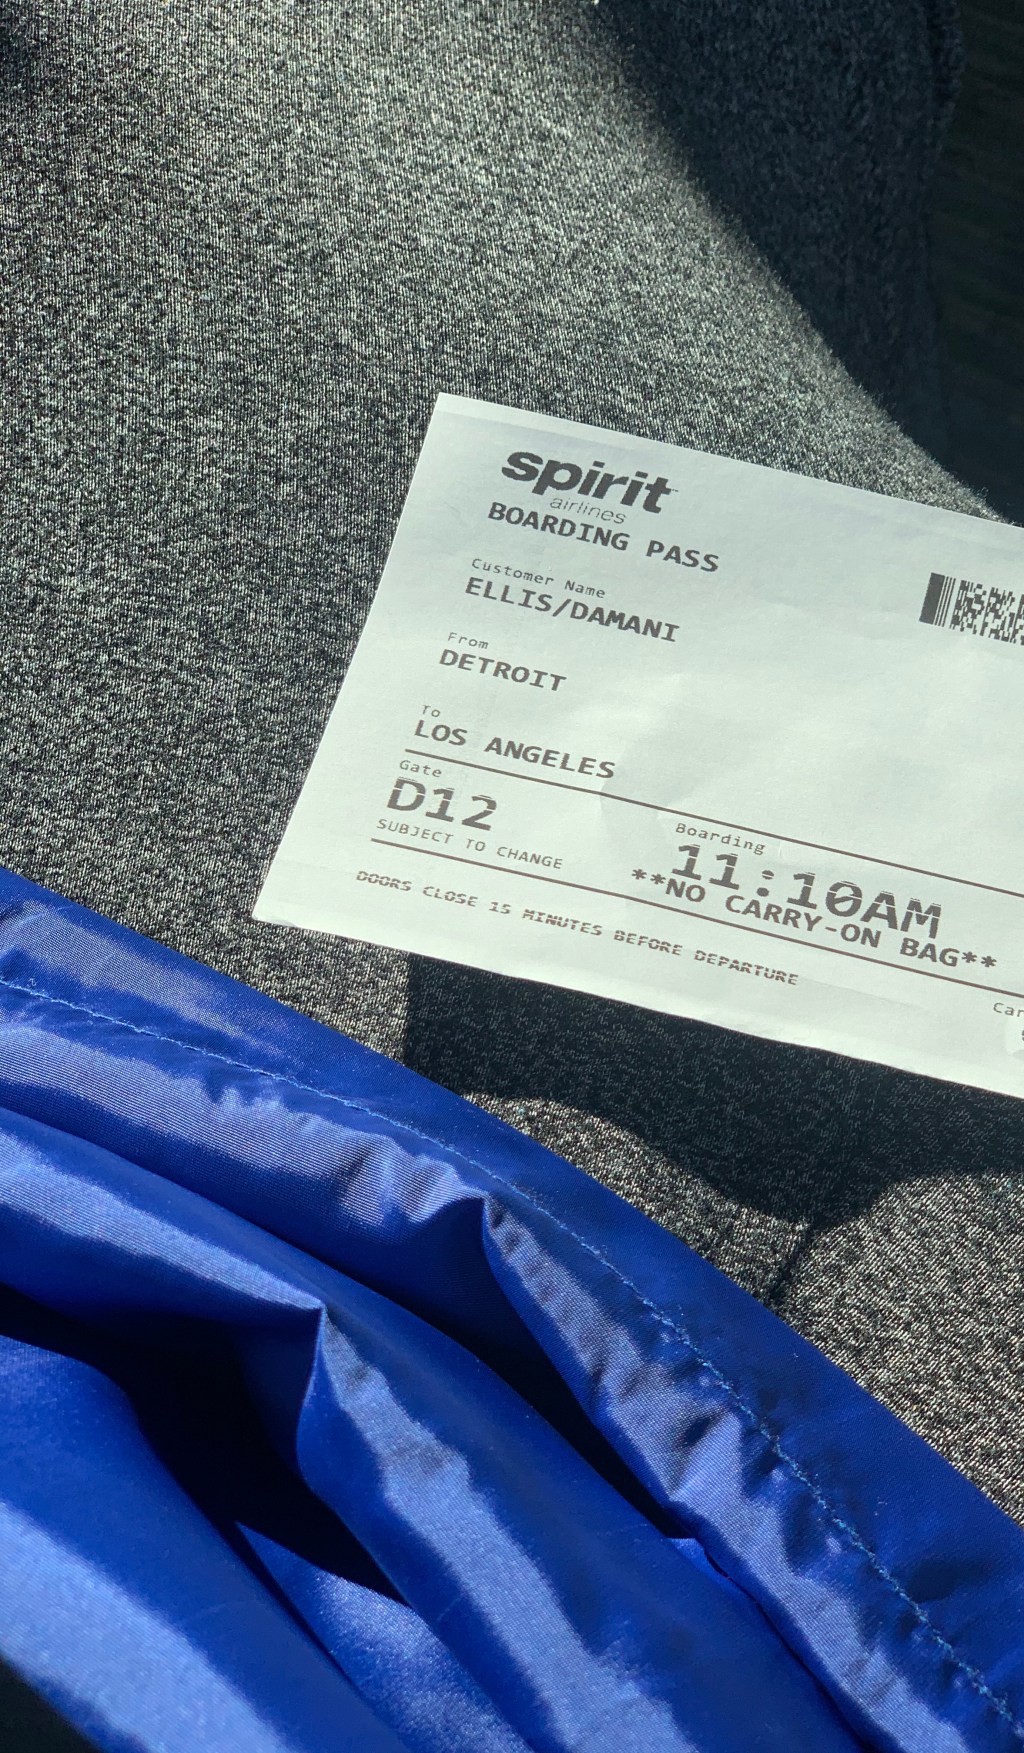 spirit
airlines
BOARDING PASS
Customer Name
ELLIS/DAMANI
From
DETROIT
To
LOS ANGELES
Gate
D12
SUBJECT TO CHANGE
Boarding
11:10AM
**NO CARRY-ON BAG**
DOORS CLOSE 15 MINUTES BEFORE DEPARTURE